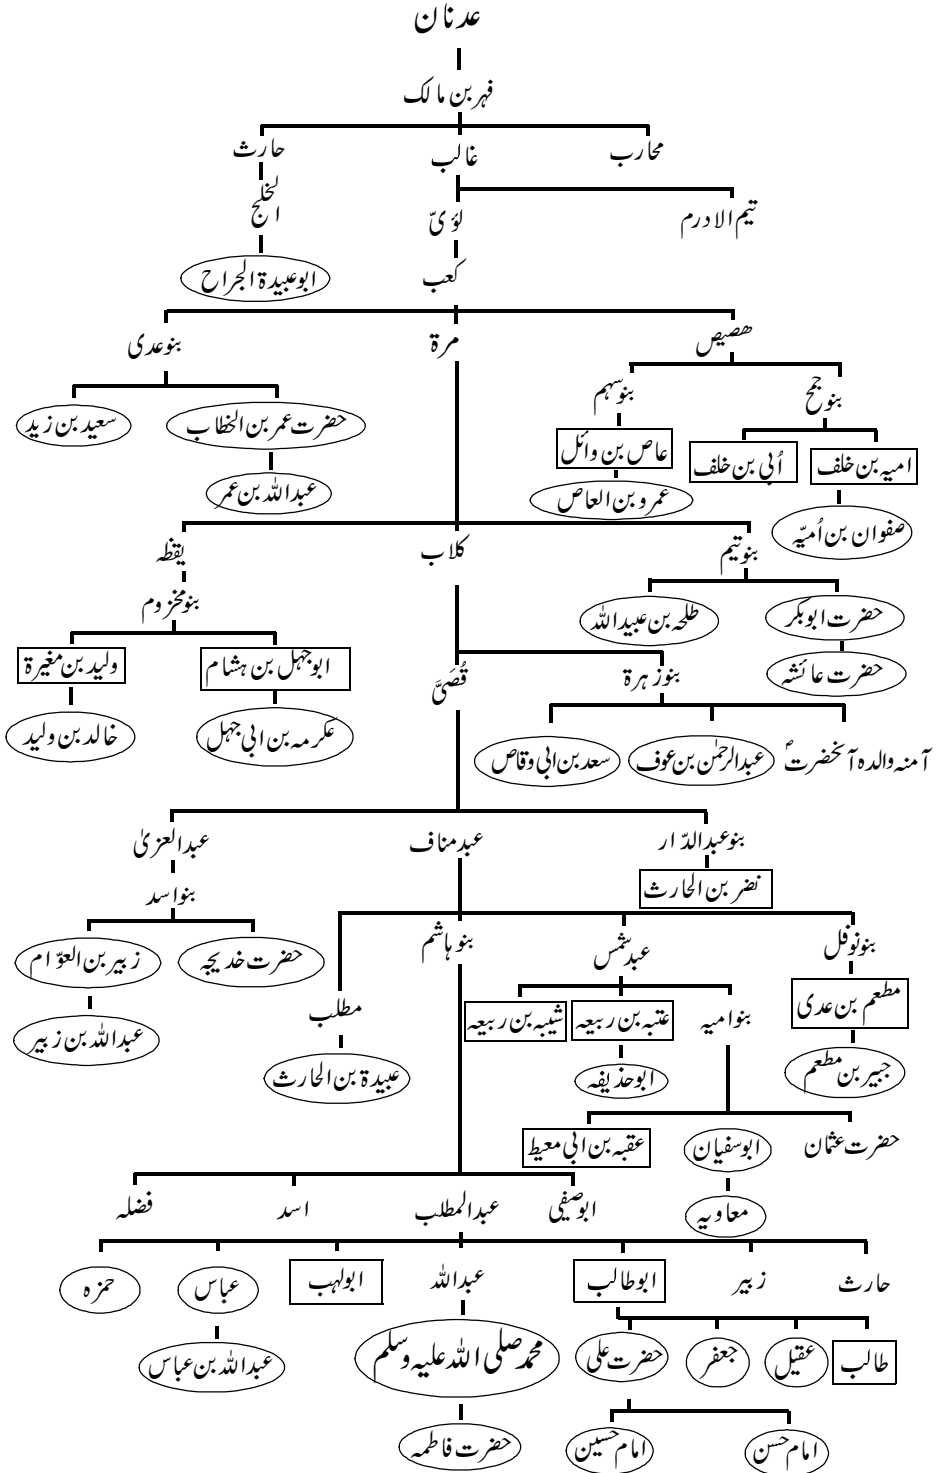 عدنان
فہر بن مالک
محارب
غالب
حارث
الخلج
تیم الادرم
لؤیّ
ابوعبیدۃ الجراح
کعب
ھصیص
مرۃ
بنوعدی
بنوجمح
بنوسہم
حضرت عمر بن الخطاب
سعید بن زید
امیہ بن خلف
اُبی بن خلف
عاص بن وائل
عمرو بن العاص
عبداللہ بن عمر
صفوان بن اُمیّہ
بنوتیم
کلاب
یقظہ
بنومخزوم
حضرت ابوبکر
طلحہ بن عبیداللہ
حضرت عائشہ
ابوجہل بن ہشام
ولید بن مغیرۃ
بنوزہرۃ
قُصَیَّ
عکرمہ بن ابی جہل
خالد بن ولید
آمنہ والدہ آنحضرتؐ
عبدالرحمٰن بن عوف
سعد بن ابی وقاص
بنوعبدالدّار
عبدمناف
عبدالعزیٰ
نضر بن الحارث
بنواسد
بنونوفل
عبدشمس
بنوہاشم
حضرت خدیجہ
زبیر بن العوّام
مطعم بن عدی
بنوامیہ
عتبہ بن ربیعہ
شیبہ بن ربیعہ
مطلب
عبداللہ بن زبیر
جبیر بن مطعم
ابوحذیفہ
عبیدۃ بن الحارث
حضرت عثمان
ابوسفیان
عقبہ بن ابی معیط
معاویہ
ابوصیفی
عبدالمطلب
اسد
فضلہ
حارث
زبیر
ابوطالب
عبداللہ
ابولہب
عباس
حمزہ
طالب
عقیل
جعفر
حضرت علی
محمد صلی اللہ علیہ وسلم
عبداللہ بن عباس
امام حسن
امام حسین
حضرت فاطمہ